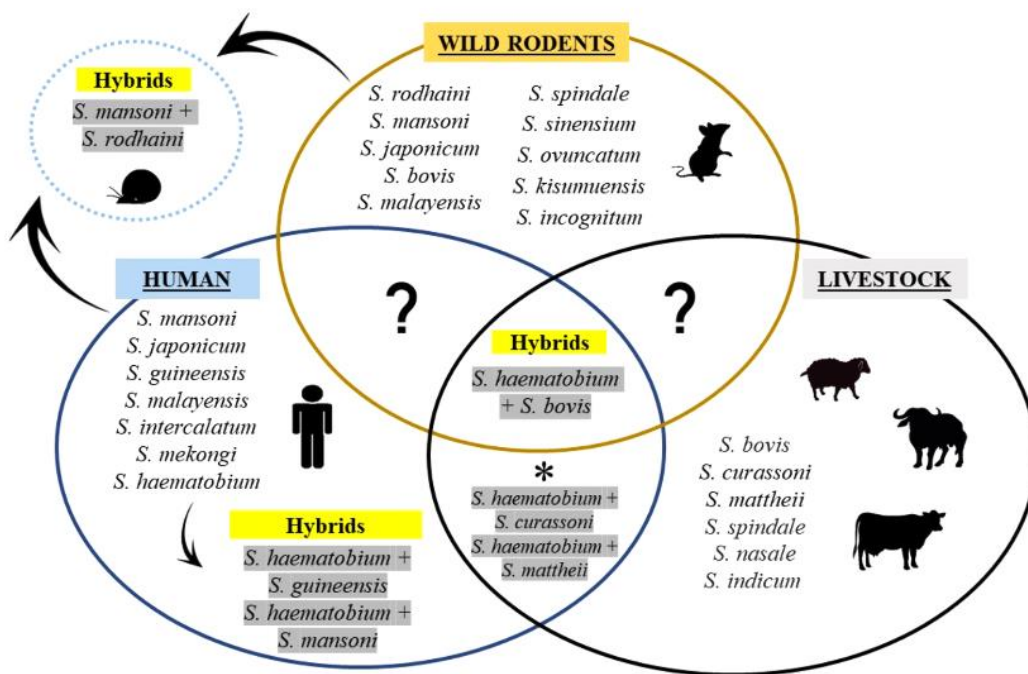 WILD RODENTS
S. rodhaini
S. mansoni
S. japonicum
S. bovis
S. malayensis
S. spindale
S. sinensium
S. ovuncatum
S. kisumuensis
S. incognitum
Hybrids
S. mansoni +
S. rodhaini
HUMAN
S. mansoni
S. japonicum
S. guineensis
S. malayensis
S. intercalatum
S. mekongi
S. haematobium
Hybrids
S. haematobium +
S. guineensis
S. haematobium +
S. mansoni
?
?
Hybrids
S. haematobium
+ S. bovis
*
S. haematobium +
S. curassoni
S. haematobium +
S. mattheii
LIVESTOCK
S. bovis
S. curassoni
S. mattheii
S. spindale
S. nasale
S. indicum